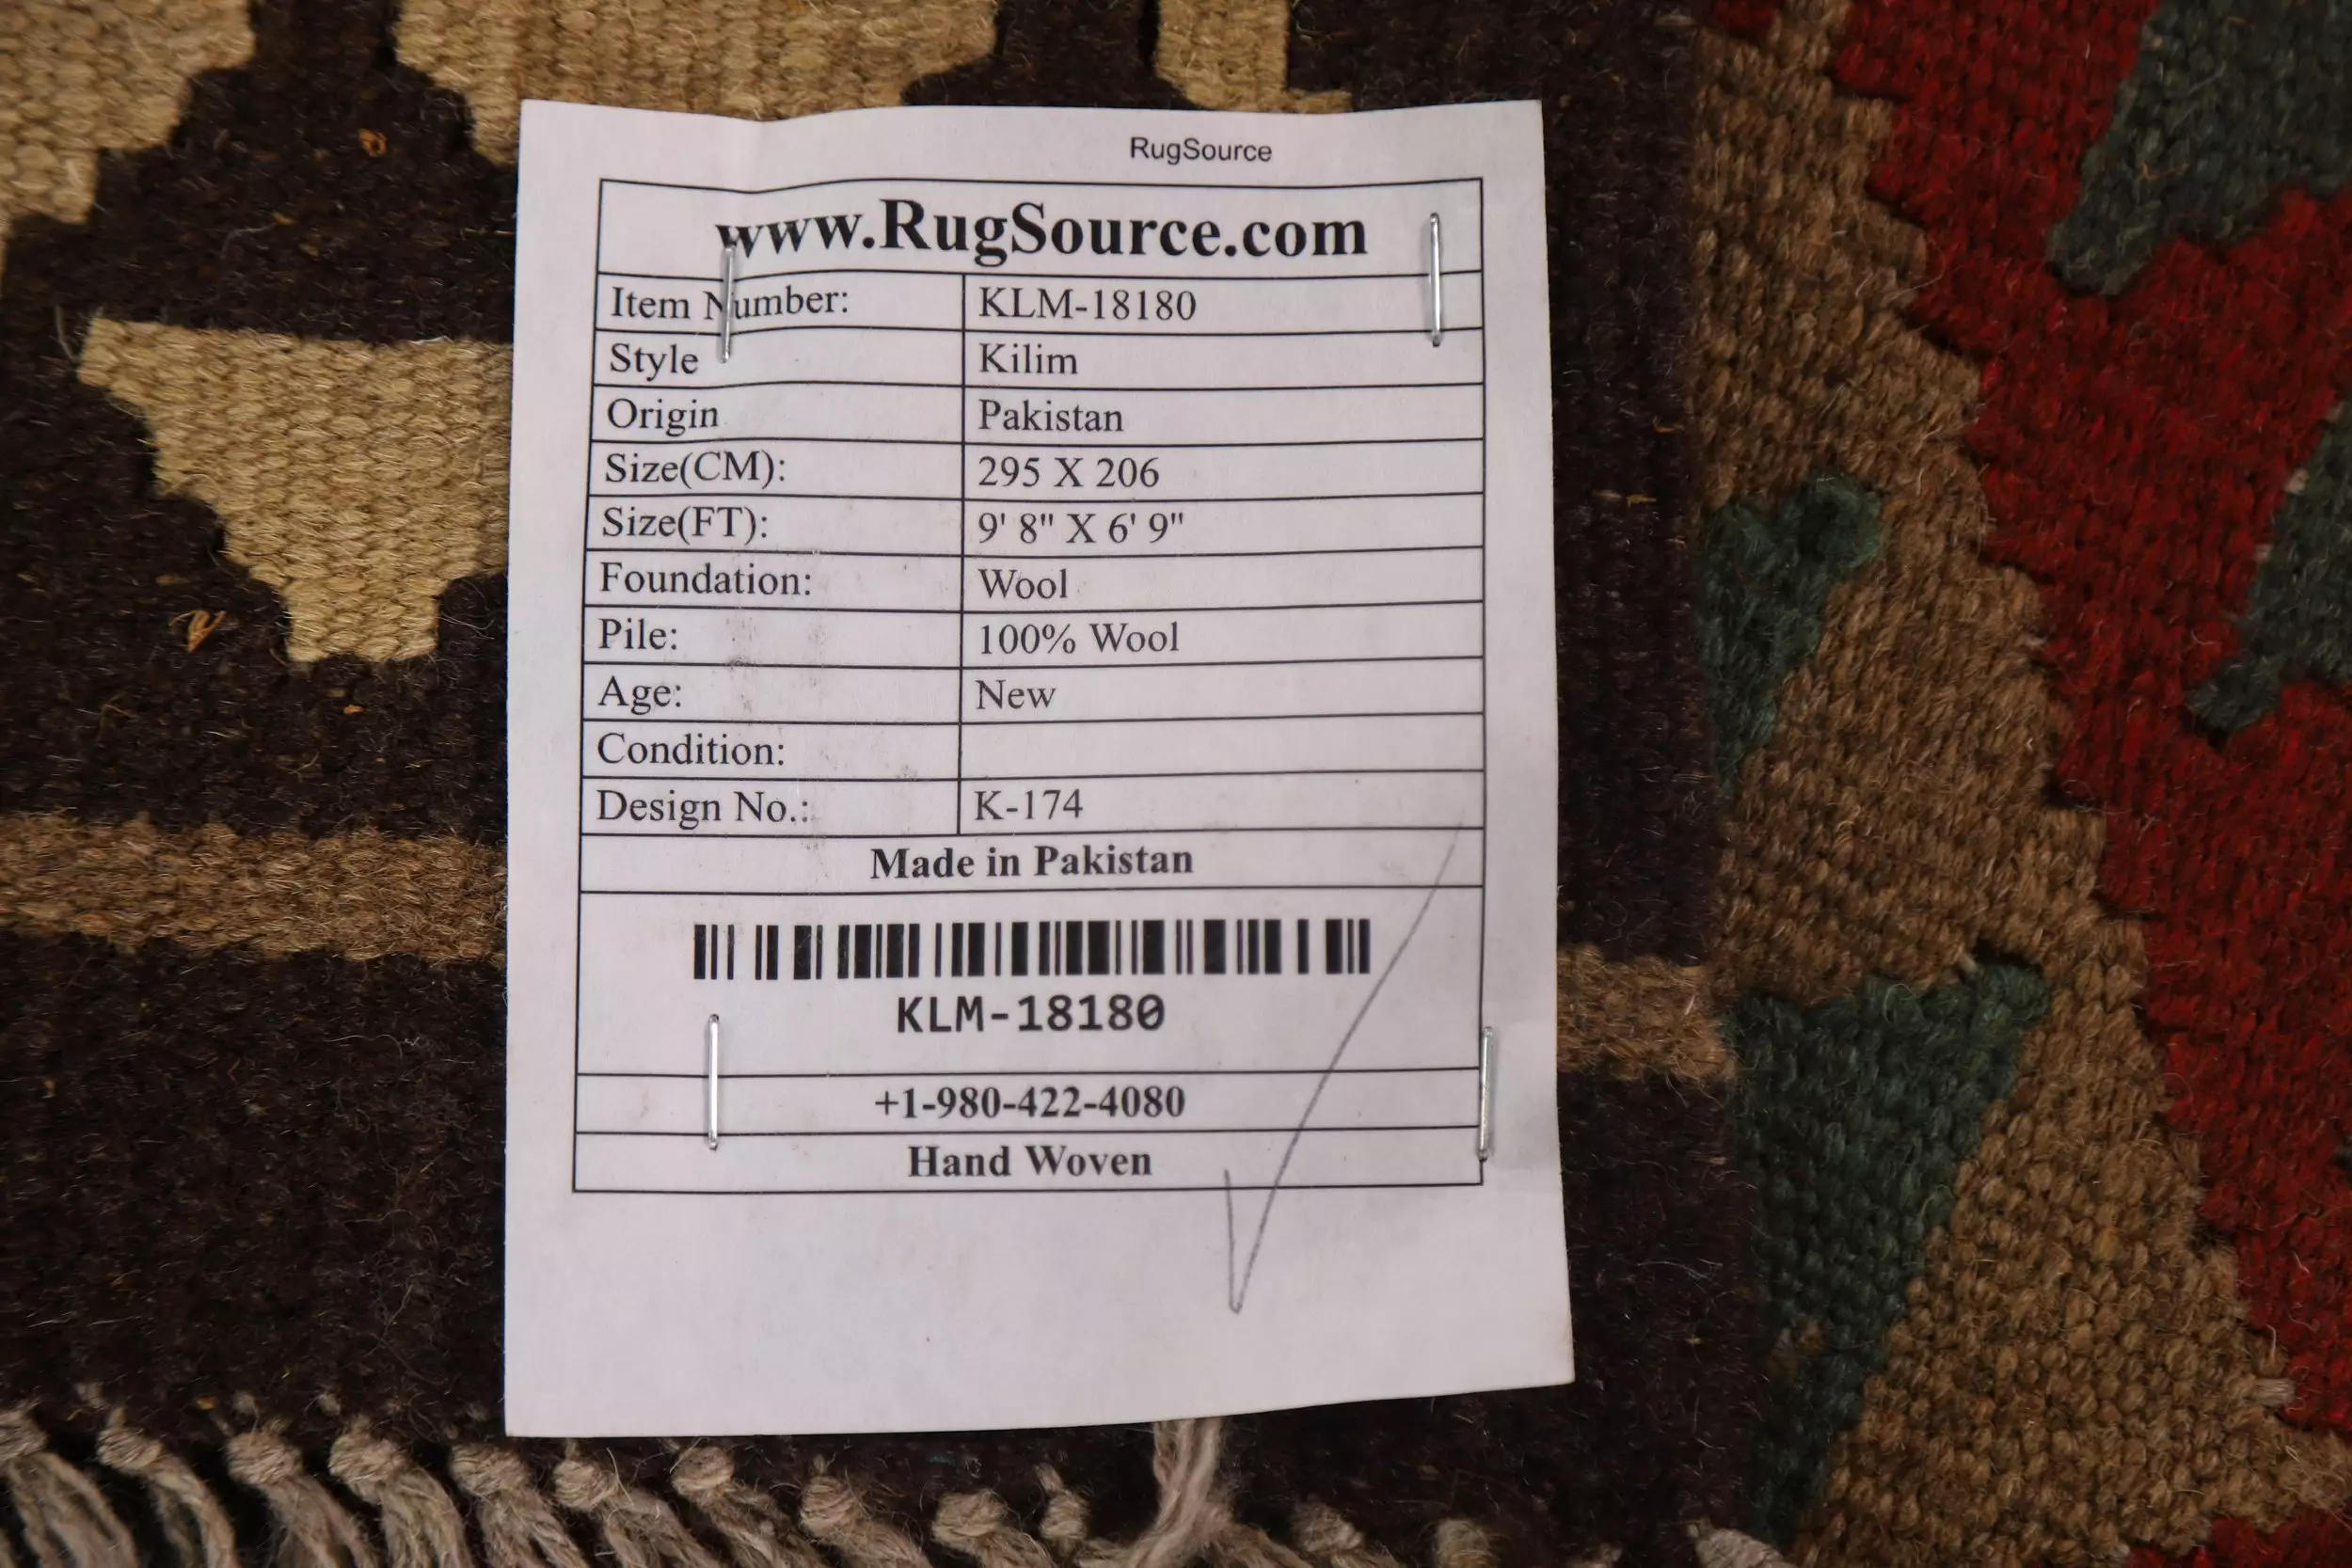 RugSource
www.RugSource.com
Item Number: KLM-18180
Style Kilim
Origin Pakistan
Size(CM): 295 X 206
Size(FT): 9' 8" X 6' 9"
Foundation: Wool
Pile: 100% Wool
Age: New
Condition:
Design No.: K-174
Made in Pakistan
KLM-18180
+1-980-422-4080
Hand Woven